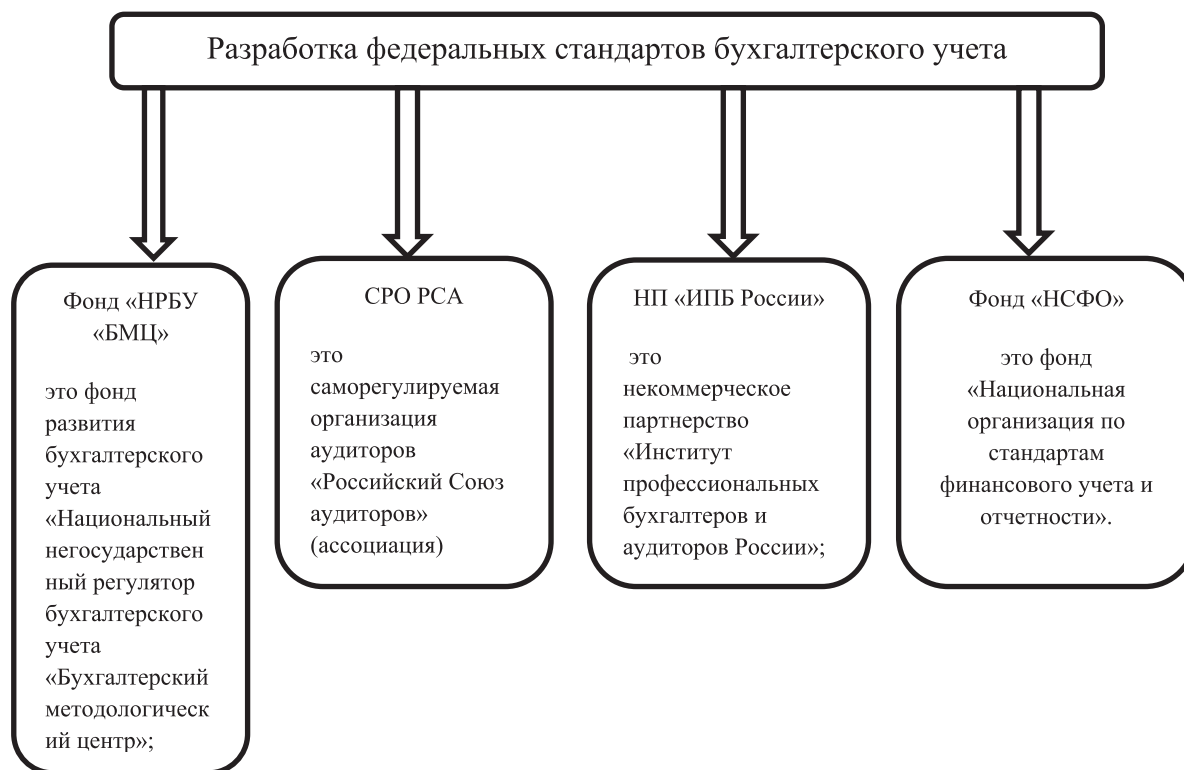 Разработка федеральных стандартов бухгалтерского учета
Фонд «НРБУ
«БМЦ»
это фонд
развития
бухгалтерского
учета
«Национальный
негосударствен
ный регулятор
бухгалтерского
учета
«Бухгалтерский
методологическ
ий центр»;
СРО РСА
это
саморегулируемая
организация
аудиторов
«Российский Союз
аудиторов»
(ассоциация)
НП «ИПБ России»
это
некоммерческое
партнерство
«Институт
профессиональных
бухгалтеров и
аудиторов России»;
Фонд «НСФО»
это фонд
«Национальная
организация по
стандартам
финансового учета и
отчетности».